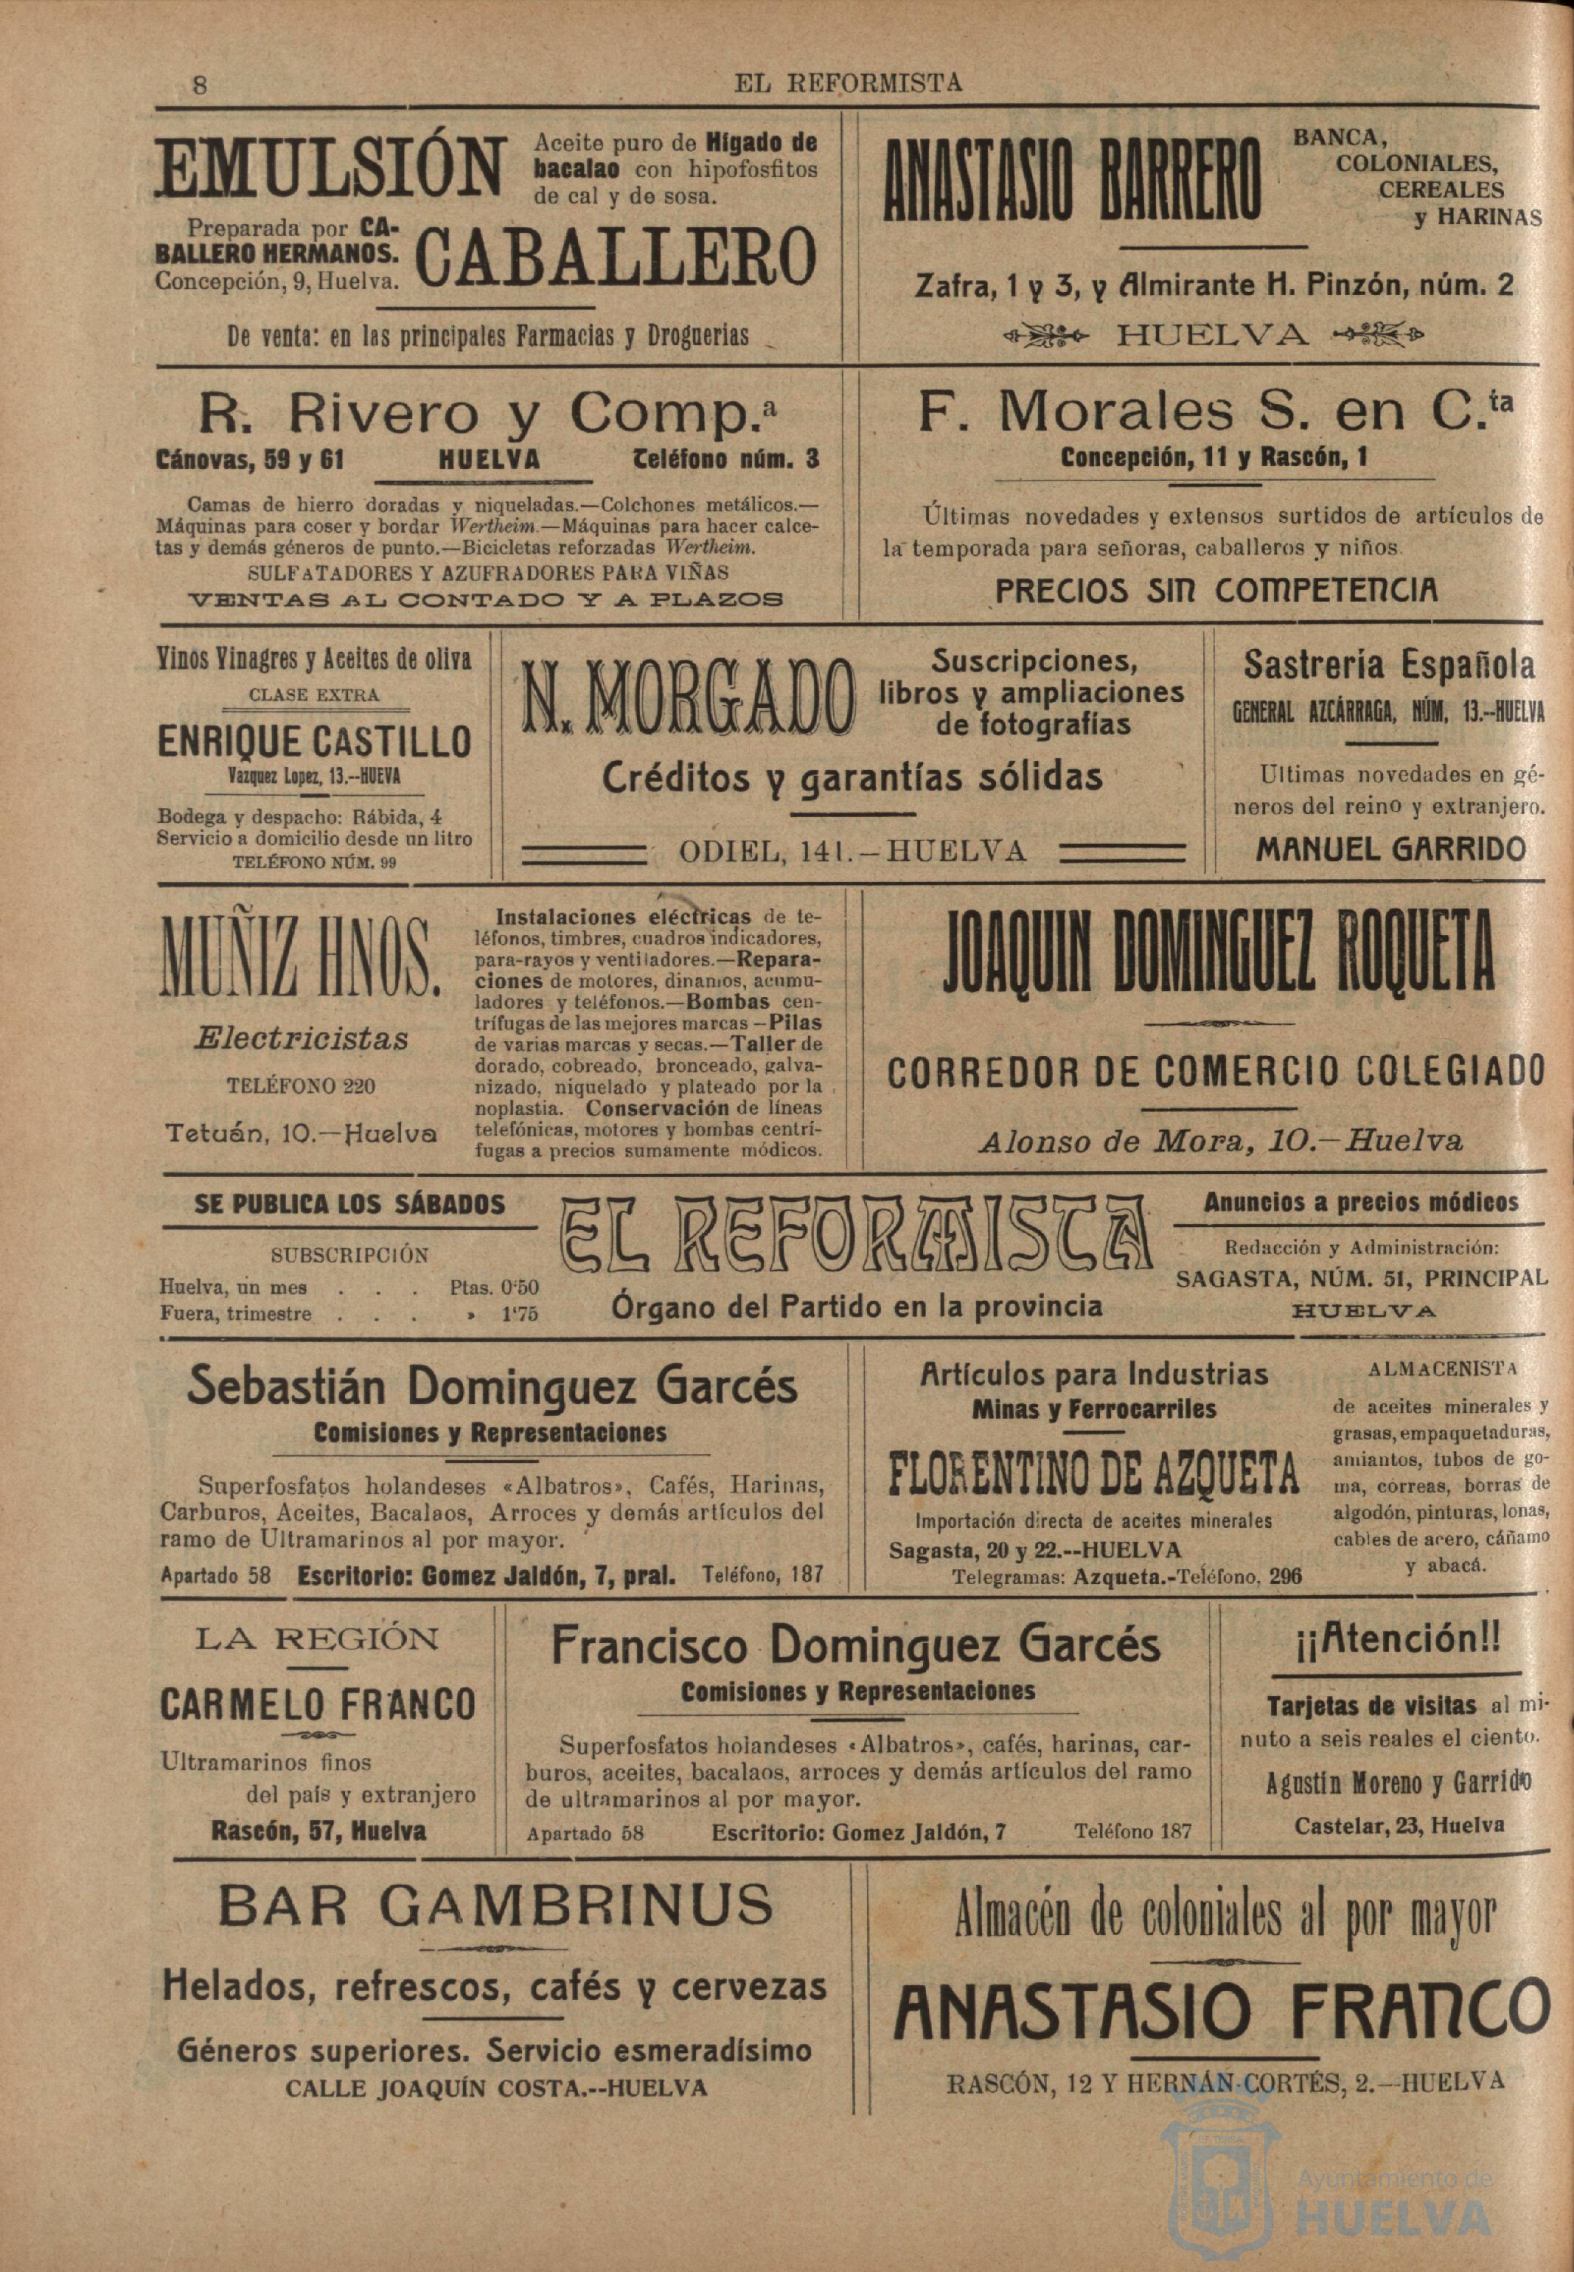 8
EL REFORMISTA
EMULSIÓN
Aceite puro de Hígado de
bacalao con hipofosfitos
de cal y de sosa.
Preparada por CA-
BALLERO HERMANOS.
Concepción, 9, Huelva.
CABALLERO
De venta: en las principales Farmacias y Droguerias
ANASTASIO BARRERO
BANCA,
COLONIALES,
CEREALES
y HARINAS
Zafra, 1 y 3, y Almirante H. Pinzón, núm. 2
HUELVA
R. Rivero y Comp.ª
Cánovas, 59 y 61 HUELVA Teléfono núm. 3
Camas de hierro doradas y niqueladas.—Colchones metálicos.—
Máquinas para coser y bordar Wertheim.—Máquinas para hacer calce-
tas y demás géneros de punto.—Bicicletas reforzadas Wertheim.
SULFATADORES Y AZUFRADORES PARA VIÑAS
VENTAS AL CONTADO Y A PLAZOS
F. Morales S. en C.ta
Concepción, 11 y Rascón, 1
Últimas novedades y extensos surtidos de artículos de
la temporada para señoras, caballeros y niños.
PRECIOS SIN COMPETENCIA
Vinos Vinagres y Aceites de oliva
CLASE EXTRA
ENRIQUE CASTILLO
Vazquez Lopez, 13.--HUEVA
Bodega y despacho: Rábida, 4
Servicio a domicilio desde un litro
TELÉFONO NÚM. 99
N. MORGADO
Suscripciones,
libros y ampliaciones
de fotografías
Créditos y garantías sólidas
ODIEL, 141.—HUELVA
Sastrería Española
GENERAL AZCÁRRAGA, NÚM. 13.--HUELVA
Ultimas novedades en gé-
neros del reino y extranjero.
MANUEL GARRIDO
MUÑIZ HNOS.
Electricistas
TELÉFONO 220
Tetuán, 10.—Huelva
Instalaciones eléctricas de te-
léfonos, timbres, cuadros indicadores,
para-rayos y ventiladores.—Repara-
ciones de motores, dinamos, acumu-
ladores y teléfonos.—Bombas cen-
trífugas de las mejores marcas —Pilas
de varias marcas y secas.—Taller de
dorado, cobreado, bronceado, galva-
nizado, niquelado y plateado por la
noplastia. Conservación de líneas
telefónicas, motores y bombas centrí-
fugas a precios sumamente módicos.
JOAQUIN DOMINGUEZ ROQUETA
CORREDOR DE COMERCIO COLEGIADO
Alonso de Mora, 10.—Huelva
SE PUBLICA LOS SÁBADOS
SUBSCRIPCIÓN
Huelva, un mes . . . Ptas. 0'50
Fuera, trimestre . . . » 1'75
EL REFORMISTA
Órgano del Partido en la provincia
Anuncios a precios módicos
Redacción y Administración:
SAGASTA, NÚM. 51, PRINCIPAL
HUELVA
Sebastián Dominguez Garcés
Comisiones y Representaciones
Superfosfatos holandeses «Albatros», Cafés, Harinas,
Carburos, Aceites, Bacalaos, Arroces y demás artículos del
ramo de Ultramarinos al por mayor.
Apartado 58 Escritorio: Gomez Jaldón, 7, pral. Teléfono, 187
Artículos para Industrias
Minas y Ferrocarriles
FLORENTINO DE AZQUETA
Importación directa de aceites minerales
Sagasta, 20 y 22.--HUELVA
Telegramas: Azqueta.-Teléfono, 296
ALMACENISTA
de aceites minerales y
grasas, empaquetaduras,
amiantos, tubos de go-
ma, correas, borras de
algodón, pinturas, lonas,
cables de acero, cáñamo
y abacá.
LA REGIÓN
CARMELO FRANCO
Ultramarinos finos
del país y extranjero
Rascón, 57, Huelva
Francisco Dominguez Garcés
Comisiones y Representaciones
Superfosfatos holandeses «Albatros», cafés, harinas, car-
buros, aceites, bacalaos, arroces y demás artículos del ramo
de ultramarinos al por mayor.
Apartado 58 Escritorio: Gomez Jaldón, 7 Teléfono 187
¡¡Atención!!
Tarjetas de visitas al mi-
nuto a seis reales el ciento.
Agustín Moreno y Garrido
Castelar, 23, Huelva
BAR GAMBRINUS
Helados, refrescos, cafés y cervezas
Géneros superiores. Servicio esmeradísimo
CALLE JOAQUÍN COSTA.--HUELVA
Almacén de coloniales al por mayor
ANASTASIO FRANCO
RASCÓN, 12 Y HERNÁN-CORTÉS, 2.—HUELVA
Ayuntamiento de
HUELVA